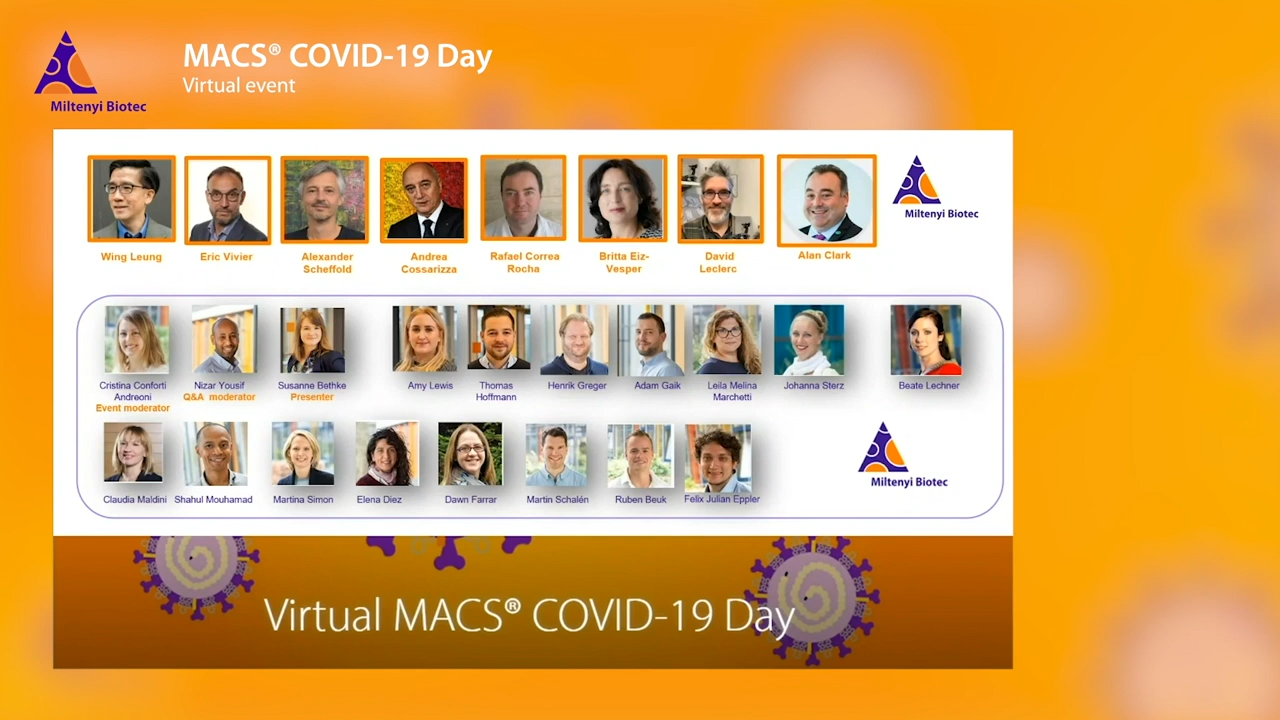 MACS® COVID-19 Day
Virtual event
Miltenyi Biotec
Miltenyi Biotec
Wing Leung
Eric Vivier
Alexander
Scheffold
Andrea
Cossarizza
Rafael Correa
Rocha
Britta Eiz-
Vesper
David
Leclerc
Alan Clark
Cristina Conforti
Andreoni
Event moderator
Nizar Yousif
Q&A moderator
Susanne Bethke
Presenter
Amy Lewis
Thomas
Hoffmann
Henrik Greger
Adam Gaik
Leila Melina
Marchetti
Johanna Sterz
Beate Lechner
Claudia Maldini
Shahul Mouhamad
Martina Simon
Elena Diez
Dawn Farrar
Martin Schalén
Ruben Beuk
Felix Julian Eppler
Miltenyi Biotec
Virtual MACS® COVID-19 Day